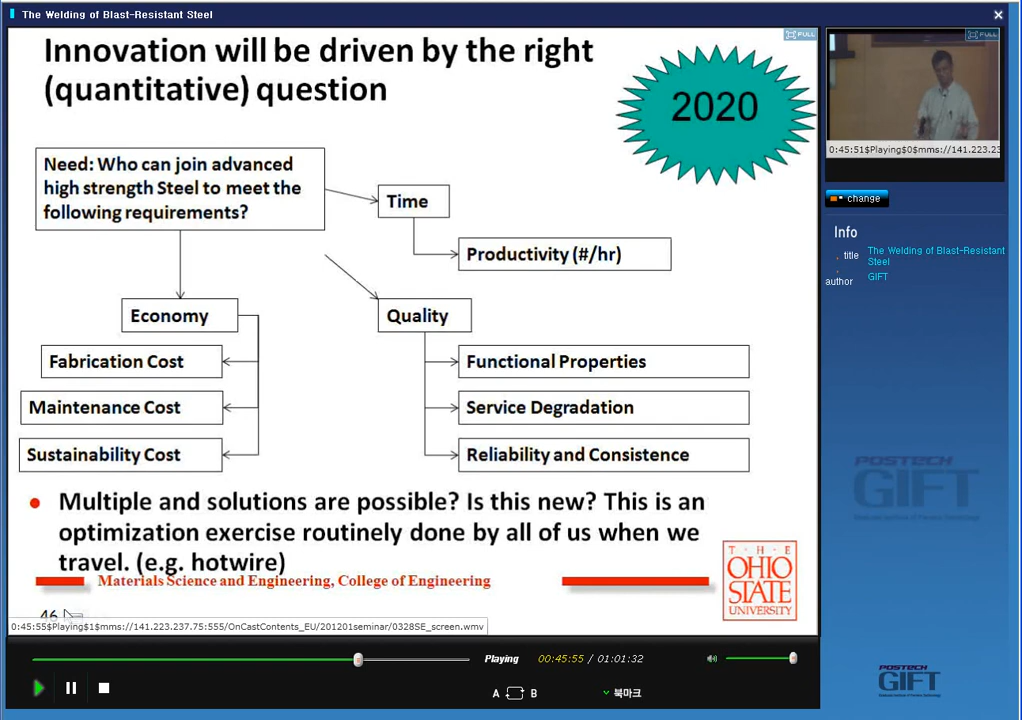 The Welding of Blast-Resistant Steel
Innovation will be driven by the right
(quantitative) question
2020
FULL
Need: Who can join advanced
high strength Steel to meet the
following requirements?
Time
Productivity (#/hr)
Economy
Quality
Fabrication Cost
Functional Properties
Maintenance Cost
Service Degradation
Sustainability Cost
Reliability and Consistence
• Multiple and solutions are possible? Is this new? This is an
optimization exercise routinely done by all of us when we
travel. (e.g. hotwire)
Materials Science and Engineering, College of Engineering
T·H·E
OHIO
STATE
UNIVERSITY
46
0:45:55$Playing$1$mms://141.223.237.75:555/OnCastContents_EU/201201seminar/0328SE_screen.wmv
Playing
00:45:55 / 01:01:32
A B
북마크
FULL
0:45:51$Playing$0$mms://141.223.23
change
Info
title
The Welding of Blast-Resistant
Steel
author
GIFT
POSTECH
GIFT
POSTECH
GIFT